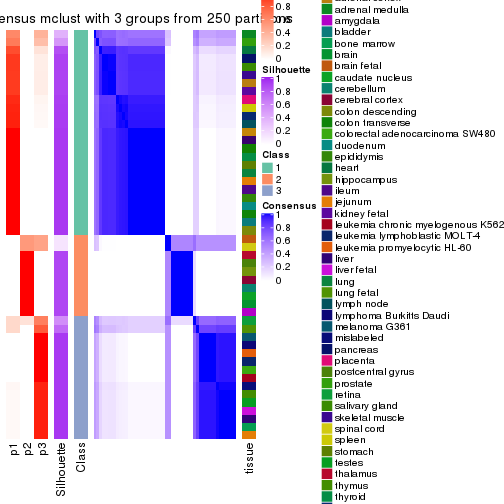 ensus mclust with 3 groups from 250 part
0.8
0.6
0.4
0.2
0
Silhouette
1
0.8
0.6
0.4
0.2
0
Class
1
2
3
Consensus
1
0.8
0.6
0.4
0.2
0
p1
p2
p3
Silhouette
Class
tissue
adrenal medulla
amygdala
bladder
bone marrow
brain
brain fetal
caudate nucleus
cerebellum
cerebral cortex
colon descending
colon transverse
colorectal adenocarcinoma SW480
duodenum
epididymis
heart
hippocampus
ileum
jejunum
kidney fetal
leukemia chronic myelogenous K562
leukemia lymphoblastic MOLT-4
leukemia promyelocytic HL-60
liver
liver fetal
lung
lung fetal
lymph node
lymphoma Burkitts Daudi
melanoma G361
mislabeled
pancreas
placenta
postcentral gyrus
prostate
retina
salivary gland
skeletal muscle
spinal cord
spleen
stomach
testes
thalamus
thymus
thyroid